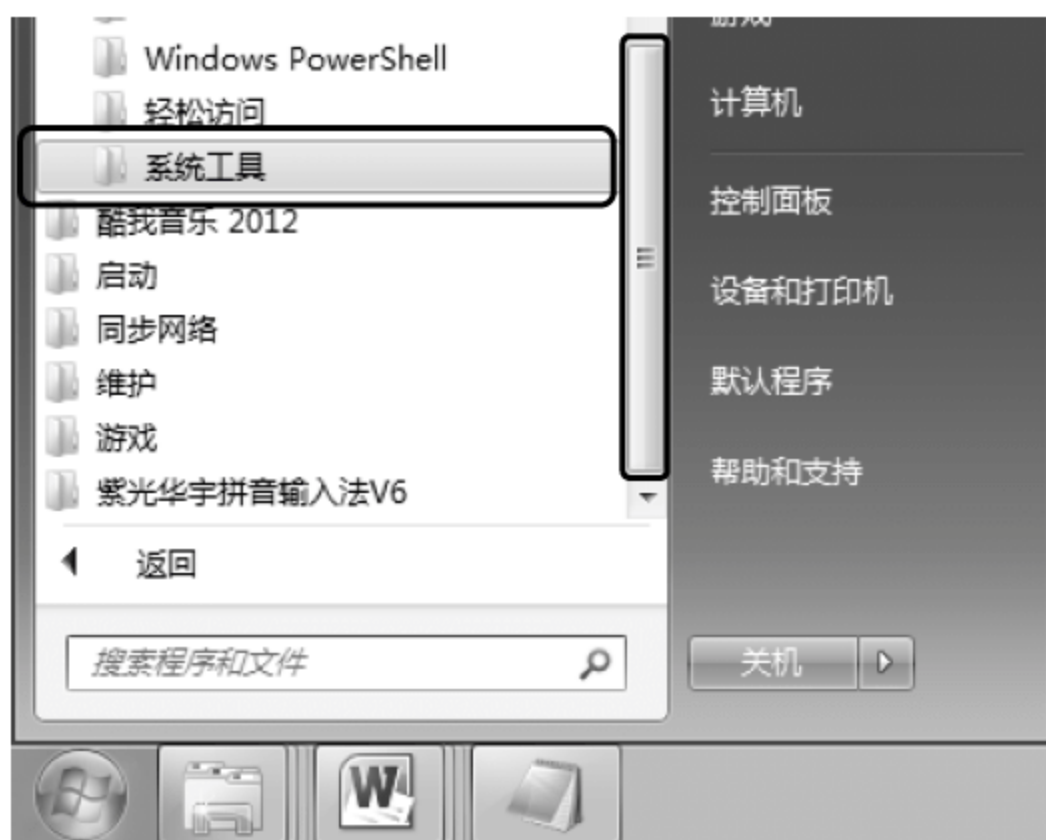 Windows PowerShell
轻松访问
系统工具
酷我音乐 2012
启动
同步网络
维护
游戏
紫光华宇拼音输入法V6
返回
搜索程序和文件
游戏
计算机
控制面板
设备和打印机
默认程序
帮助和支持
关机
W